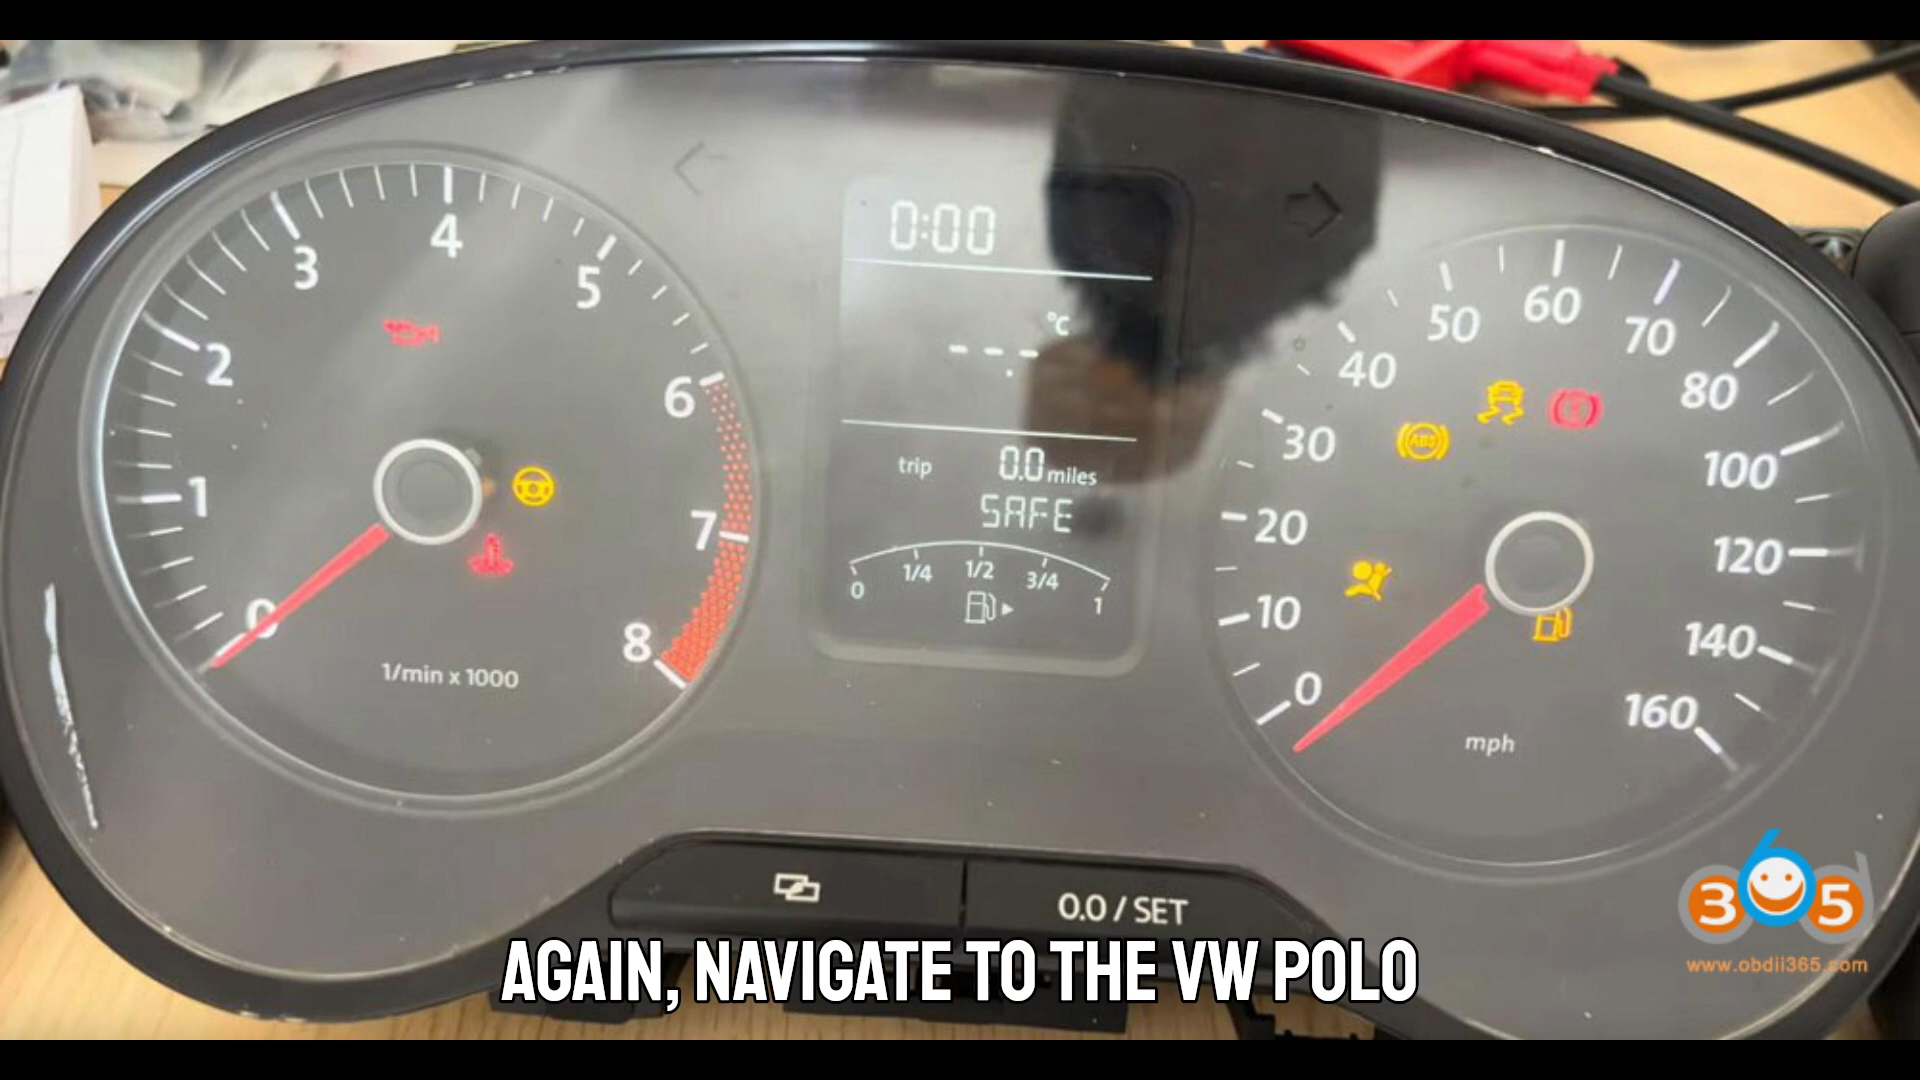 0:00
°C
---
.
trip 0.0 miles
SAFE
0 1/4 1/2 3/4 1
0 1 2 3 4 5 6 7 8
1/min x 1000
0 10 20 30 40 50 60 70 80 100 120 140 160
ABS
mph
0.0 / SET
AGAIN, NAVIGATE TO THE VW POLO
365
www.obdii365.com